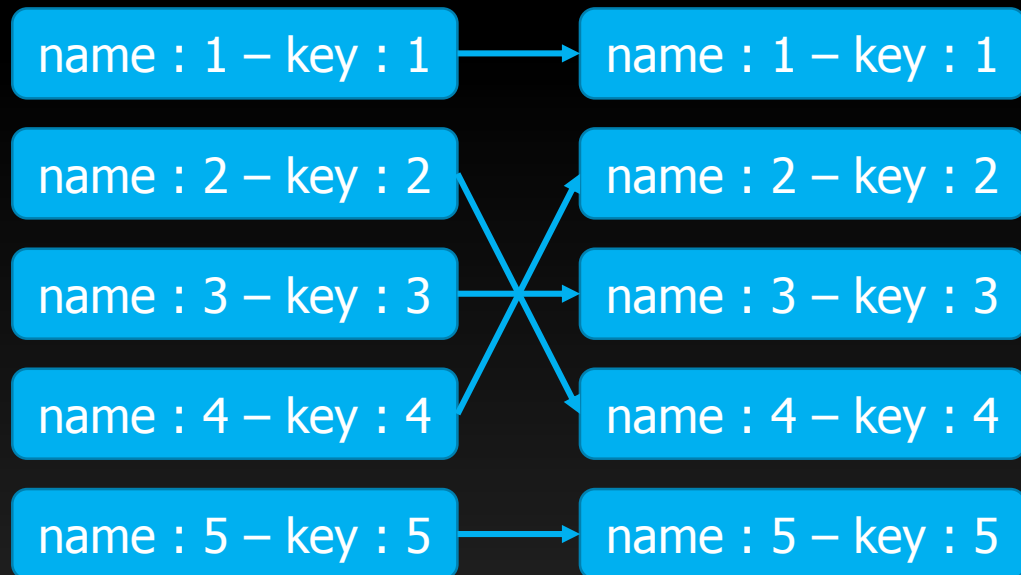 name : 1 – key : 1
name : 1 – key : 1
name : 2 – key : 2
name : 2 – key : 2
name : 3 – key : 3
name : 3 – key : 3
name : 4 – key : 4
name : 4 – key : 4
name : 5 – key : 5
name : 5 – key : 5